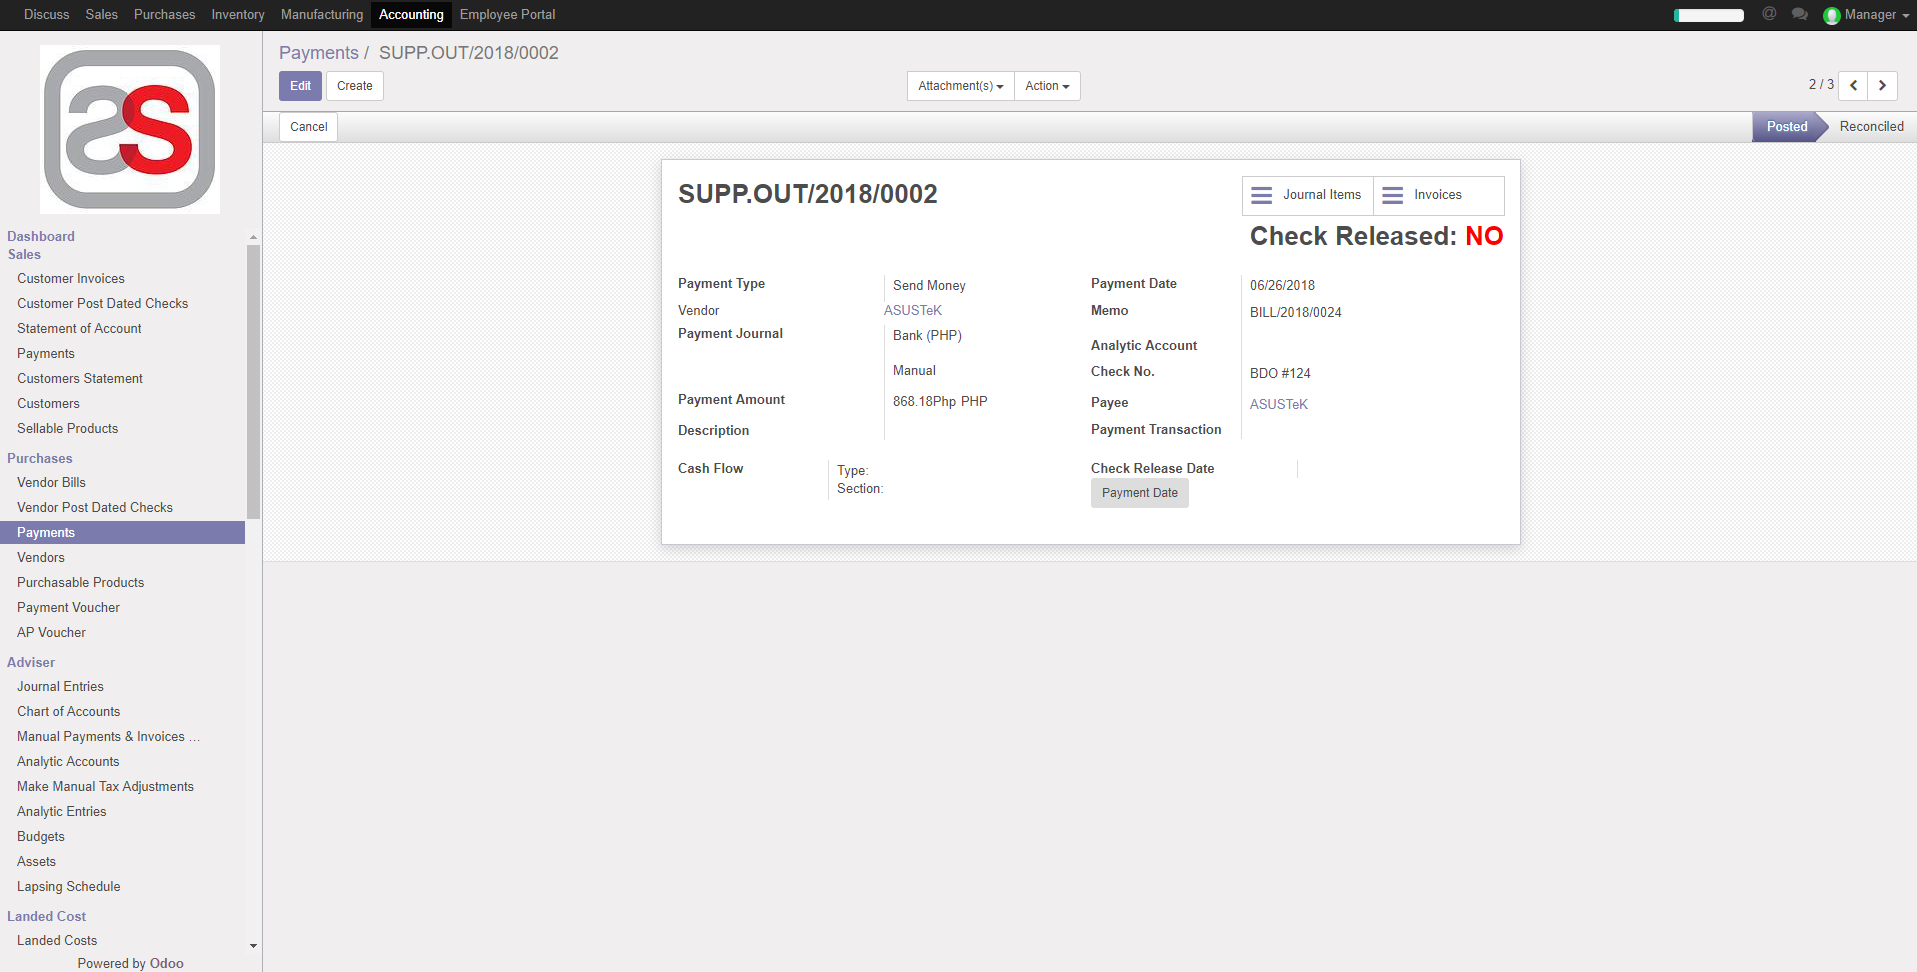 Discuss Sales Purchases Inventory Manufacturing Accounting Employee Portal @ Manager
Payments / SUPP.OUT/2018/0002
Edit Create Attachment(s) Action 2 / 3
Cancel Posted Reconciled
SUPP.OUT/2018/0002
Journal Items Invoices
Check Released: NO
Payment Type Send Money
Vendor ASUSTeK
Payment Journal Bank (PHP)
Manual
Payment Amount 868.18Php PHP
Description
Payment Date 06/26/2018
Memo BILL/2018/0024
Analytic Account
Check No. BDO #124
Payee ASUSTeK
Payment Transaction
Cash Flow Type:
Section:
Check Release Date
Payment Date
Dashboard
Sales
Customer Invoices
Customer Post Dated Checks
Statement of Account
Payments
Customers Statement
Customers
Sellable Products
Purchases
Vendor Bills
Vendor Post Dated Checks
Payments
Vendors
Purchasable Products
Payment Voucher
AP Voucher
Adviser
Journal Entries
Chart of Accounts
Manual Payments & Invoices ...
Analytic Accounts
Make Manual Tax Adjustments
Analytic Entries
Budgets
Assets
Lapsing Schedule
Landed Cost
Landed Costs
Powered by Odoo